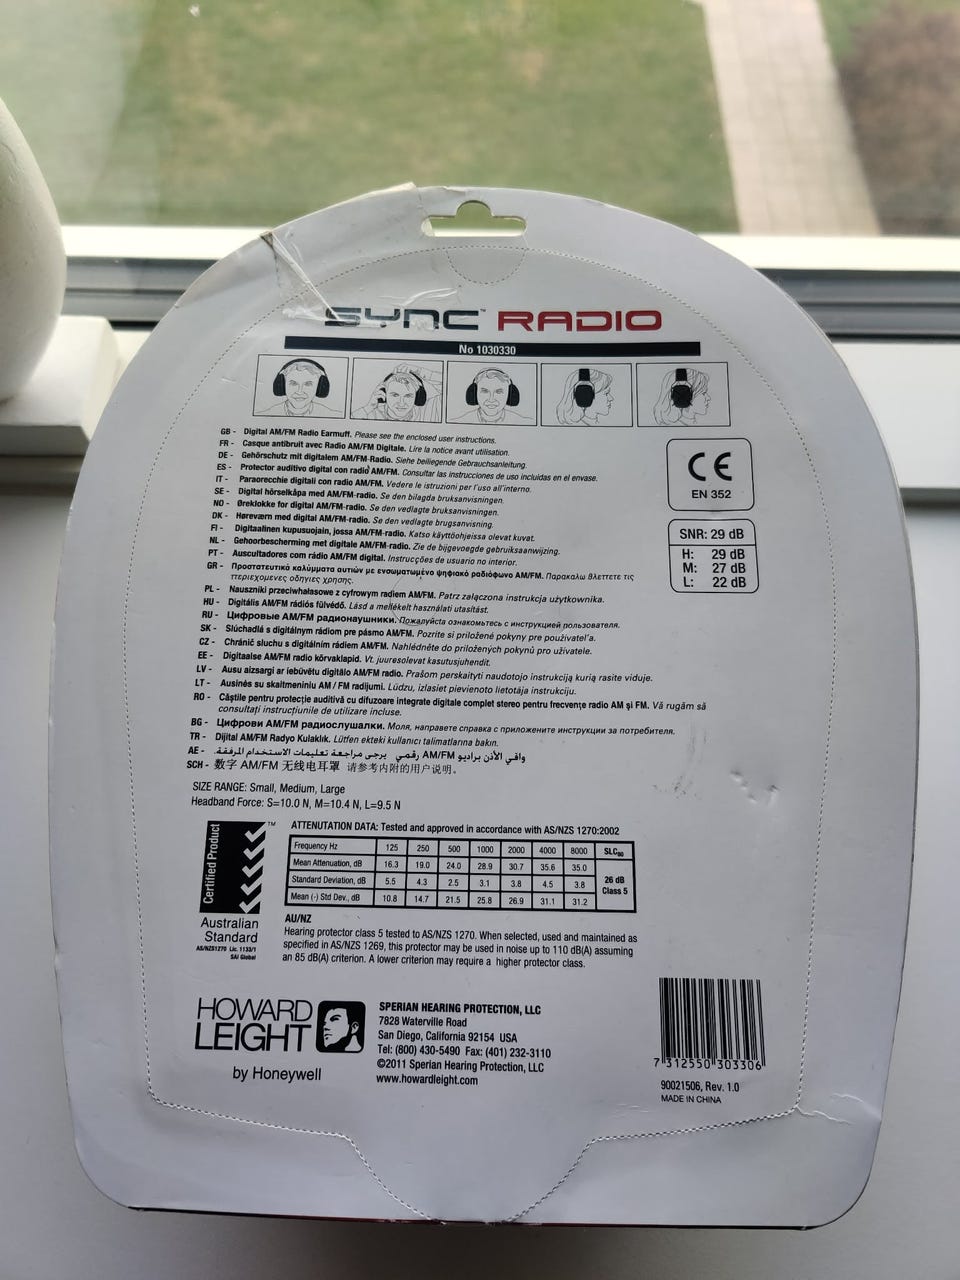 SYNC™ RADIO
No 1030330
GB - Digital AM/FM Radio Earmuff. Please see the enclosed user instructions.
FR - Casque antibruit avec Radio AM/FM Digitale. Lire la notice avant utilisation.
DE - Gehörschutz mit digitalem AM/FM-Radio. Siehe beiliegende Gebrauchsanleitung.
ES - Protector auditivo digital con radio AM/FM. Consultar las instrucciones de uso incluidas en el envase.
IT - Paraorecchie digitali con radio AM/FM. Vedere le istruzioni per l'uso all'interno.
SE - Digital hörselkåpa med AM/FM-radio. Se den bilagda bruksanvisningen.
NO - Øreklokke for digital AM/FM-radio. Se den vedlagte bruksanvisningen.
DK - Høreværn med digital AM/FM-radio. Se den vedlagte brugsanvisning.
FI - Digitaalinen kupusuojain, jossa AM/FM-radio. Katso käyttöohjeissa olevat kuvat.
NL - Gehoorbescherming met digitale AM/FM-radio. Zie de bijgevoegde gebruiksaanwijzing.
PT - Auscultadores com rádio AM/FM digital. Instrucções de usuario no interior.
GR - Προστατευτικά καλύμματα αυτιών με ενσωματωμένο ψηφιακό ραδιόφωνο AM/FM. Παρακαλω βλεπετε τις
περιεχομενες οδηγιες χρησης.
PL - Nauszniki przeciwhałasowe z cyfrowym radiem AM/FM. Patrz załączona instrukcja użytkownika.
HU - Digitális AM/FM rádiós fülvédő. Lásd a mellékelt használati utasítást.
RU - Цифровые AM/FM радионаушники. Пожалуйста ознакомьтесь с инструкцией пользователя.
SK - Slúchadlá s digitálnym rádiom pre pásmo AM/FM. Pozrite si priložené pokyny pre používateľa.
CZ - Chránič sluchu s digitálním rádiem AM/FM. Nahlédněte do priložených pokynů pro uživatele.
EE - Digitaalse AM/FM radio kõrvaklapid. Vt. juuresolevat kasutusjuhendit.
LV - Ausu aizsargi ar iebūvētu digitālo AM/FM radio. Prašom perskaityti naudotojo instrukciją kurią rasite viduje.
LT - Ausinės su skaitmeniniu AM / FM radijumi. Lūdzu, izlasiet pievienoto lietotāja instrukciju.
RO - Căștile pentru protecție auditivă cu difuzoare integrate digitale complet stereo pentru frecvențe radio AM și FM. Vă rugăm să
consultați instrucțiunile de utilizare incluse.
BG - Цифрови AM/FM радиослушалки. Моля, направете справка с приложените инструкции за потребителя.
TR - Dijital AM/FM Radyo Kulaklık. Lütfen ekteki kullanıcı talimatlarına bakın.
AE - واقي الأذن براديو AM/FM رقمي يرجى مراجعة تعليمات الاستخدام المرفقة.
SCH - 数字 AM/FM 无线电耳罩 请参考内附的用户说明。
CE
EN 352
SNR: 29 dB
H: 29 dB
M: 27 dB
L: 22 dB
SIZE RANGE: Small, Medium, Large
Headband Force: S=10.0 N, M=10.4 N, L=9.5 N
Certified Product
™
Australian
Standard
AS/NZS1270 Lic. 1133/1
SAI Global
ATTENTUTATION DATA: Tested and approved in accordance with AS/NZS 1270:2002
Frequency Hz 125 250 500 1000 2000 4000 8000 SLC80
Mean Attenuation, dB 16.3 19.0 24.0 28.9 30.7 35.6 35.0 26 dB
Standard Deviation, dB 5.5 4.3 2.5 3.1 3.8 4.5 3.8 Class 5
Mean (-) Std Dev., dB 10.8 14.7 21.5 25.8 26.9 31.1 31.2
AU/NZ
Hearing protector class 5 tested to AS/NZS 1270. When selected, used and maintained as
specified in AS/NZS 1269, this protector may be used in noise up to 110 dB(A) assuming
an 85 dB(A) criterion. A lower criterion may require a higher protector class.
HOWARD
LEIGHT
by Honeywell
SPERIAN HEARING PROTECTION, LLC
7828 Waterville Road
San Diego, California 92154 USA
Tel: (800) 430-5490 Fax: (401) 232-3110
©2011 Sperian Hearing Protection, LLC
www.howardleight.com
7 312550 303306
90021506, Rev. 1.0
MADE IN CHINA